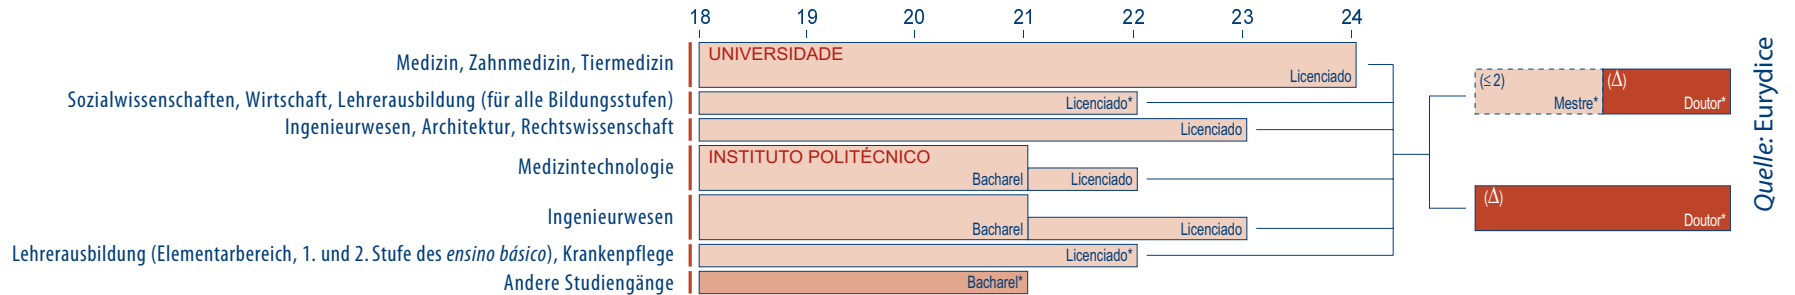 18 19 20 21 22 23 24
Medizin, Zahnmedizin, Tiermedizin
UNIVERSIDADE
Licenciado
Sozialwissenschaften, Wirtschaft, Lehrerausbildung (für alle Bildungsstufen)
Licenciado*
Ingenieurwesen, Architektur, Rechtswissenschaft
Licenciado
Medizintechnologie
INSTITUTO POLITÉCNICO
Bacharel
Licenciado
Ingenieurwesen
Bacharel
Licenciado
Lehrerausbildung (Elementarbereich, 1. und 2. Stufe des ensino básico), Krankenpflege
Licenciado*
Andere Studiengänge
Bacharel*
(≤ 2)
Mestre*
(Δ)
Doutor*
(Δ)
Doutor*
Quelle: Eurydice